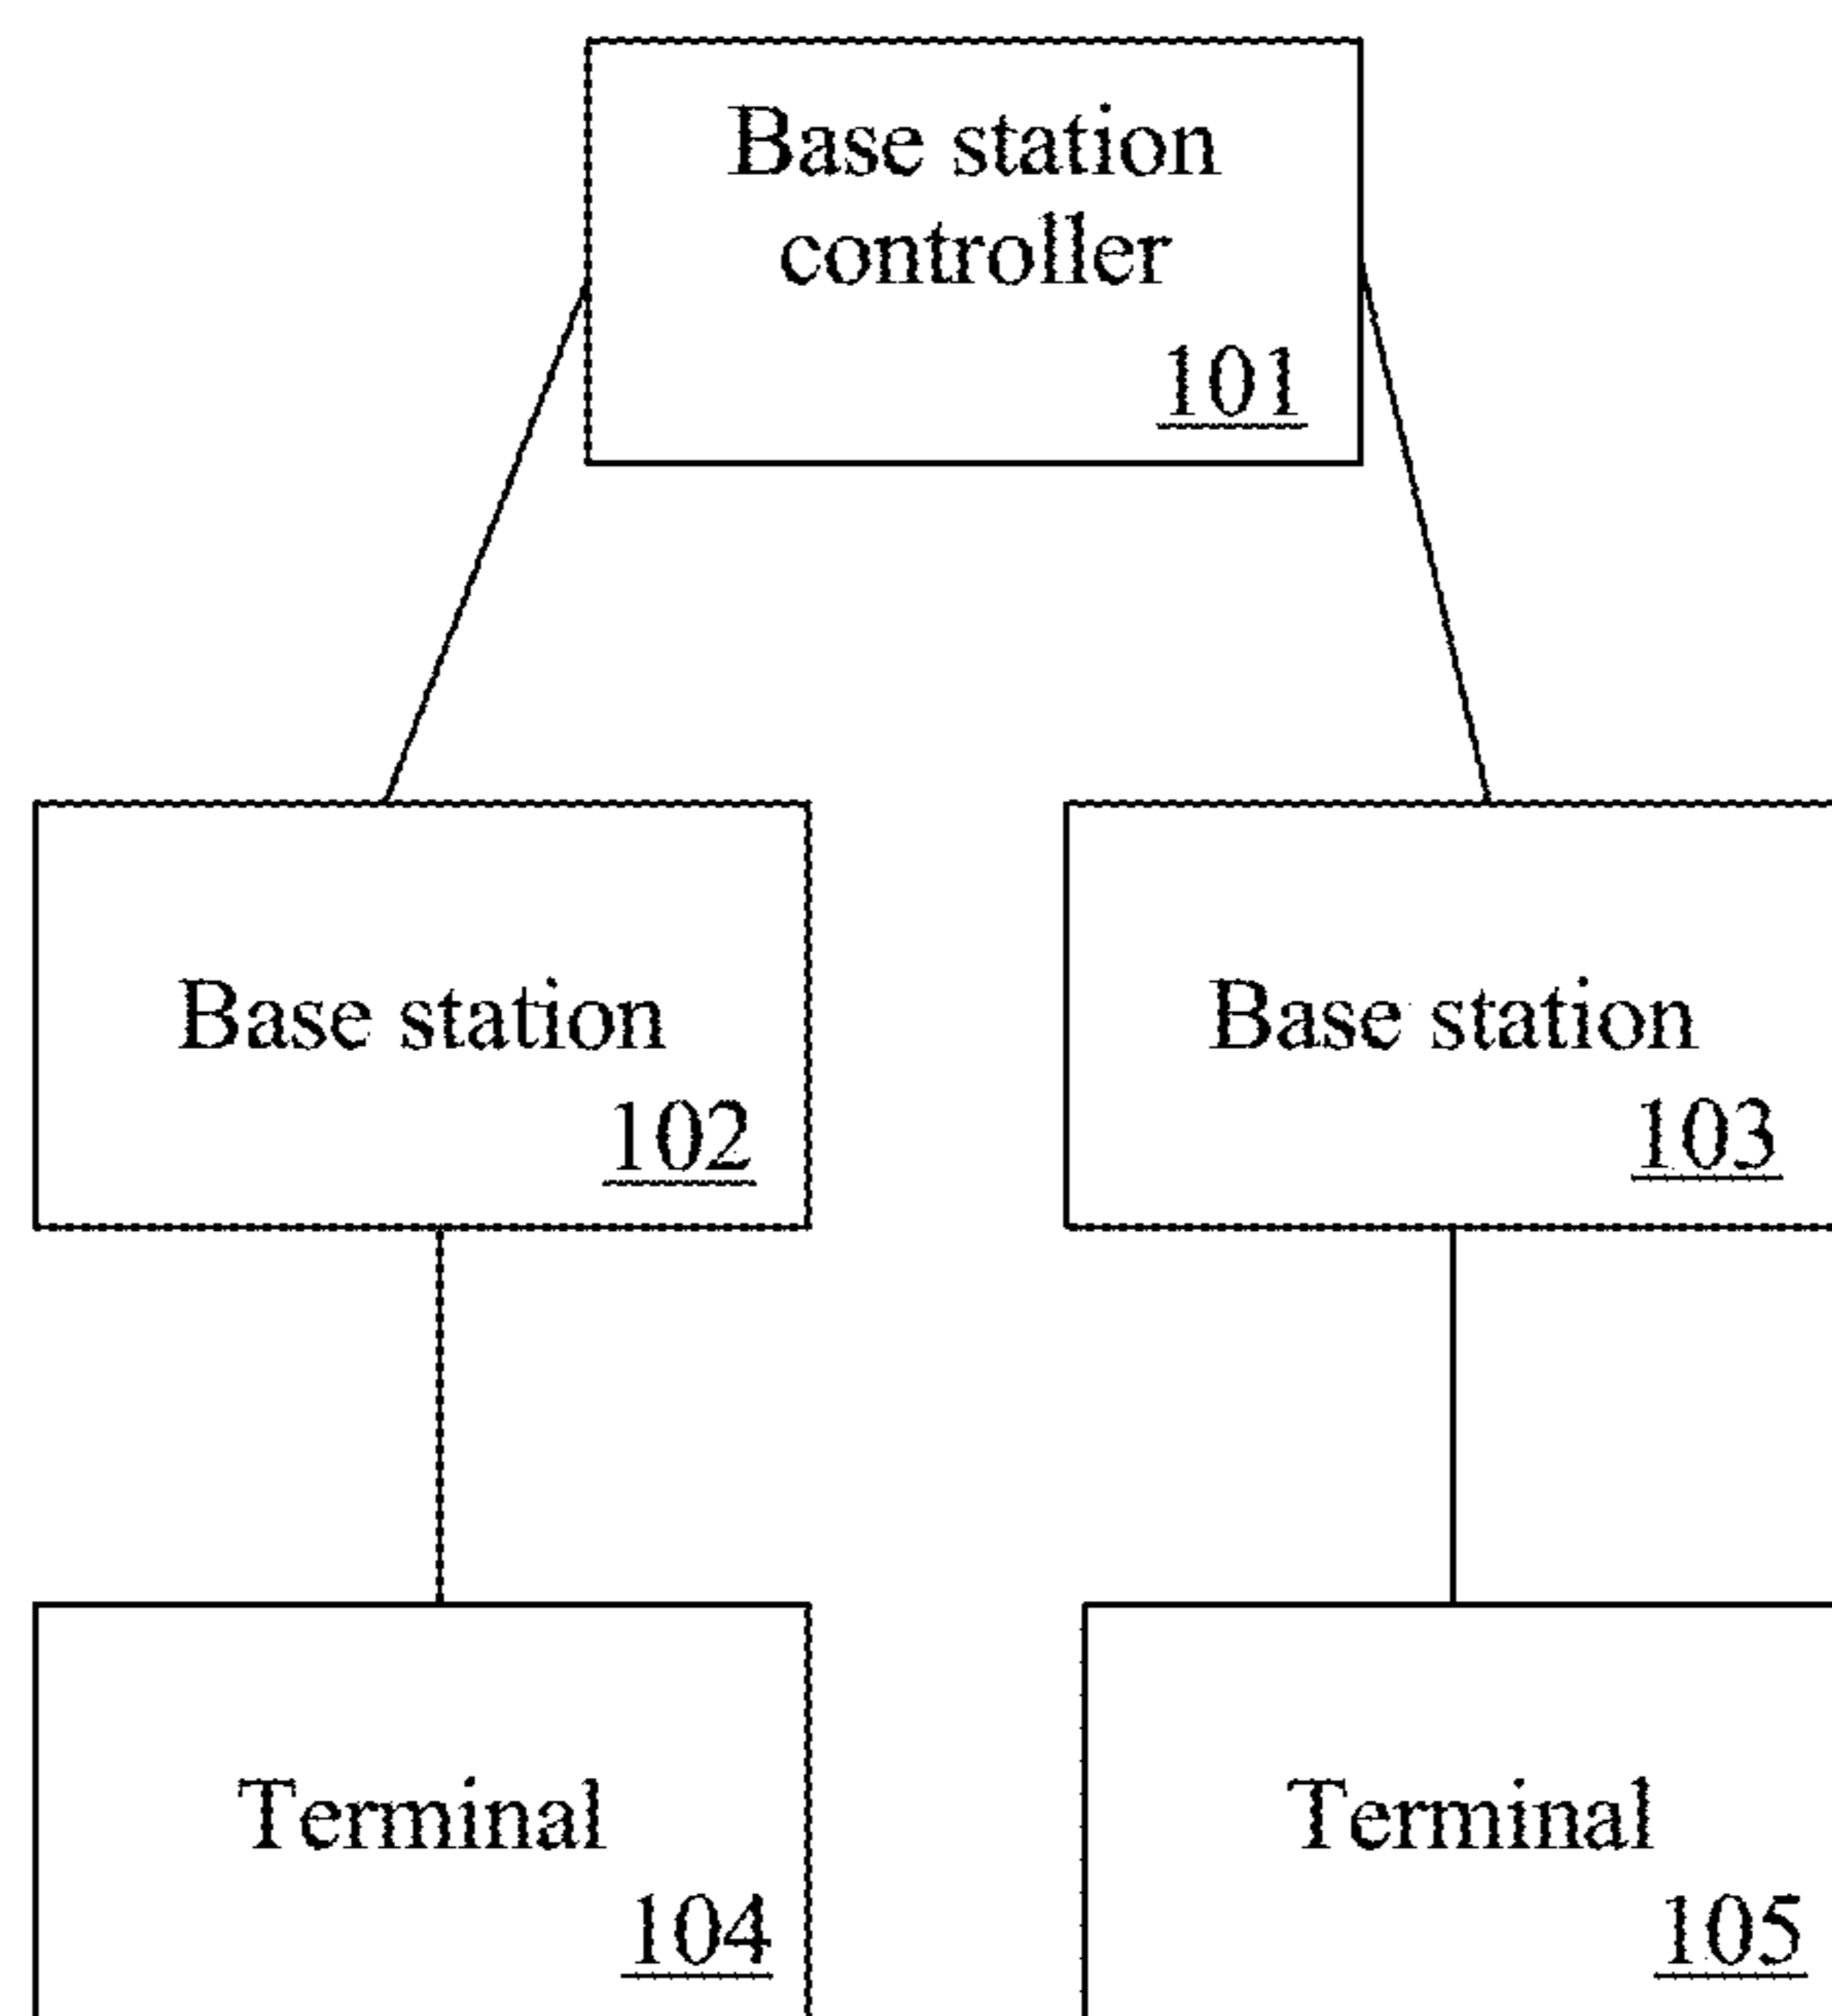 Base station
controller
101
Base station
102
Base station
103
Terminal
104
Terminal
105